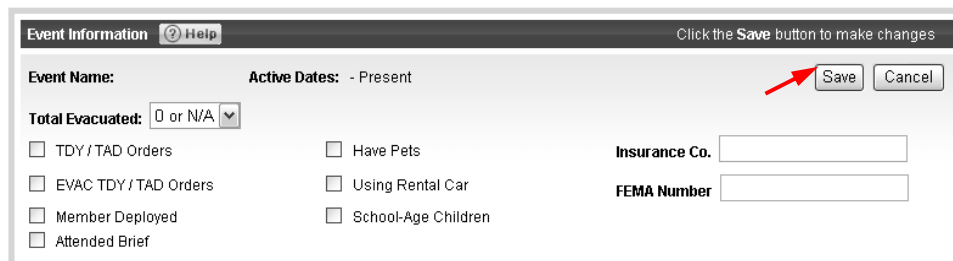 Event Information ? Help Click the Save button to make changes
Event Name: Active Dates: - Present Save Cancel
Total Evacuated: 0 or N/A
TDY / TAD Orders Have Pets Insurance Co.
EVAC TDY / TAD Orders Using Rental Car FEMA Number
Member Deployed School-Age Children
Attended Brief